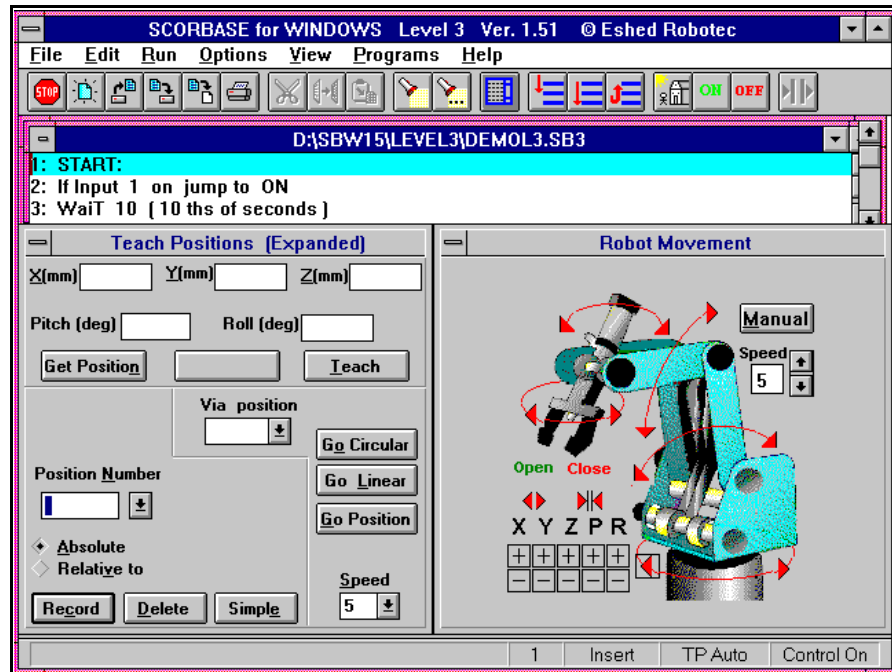 SCORBASE for WINDOWS Level 3 Ver. 1.51 © Eshed Robotec
File Edit Run Options View Programs Help
STOP ON OFF
D:\SBW15\LEVEL3\DEMOL3.SB3
1: START:
2: If Input 1 on jump to ON
3: WaiT 10 (10 ths of seconds)
Teach Positions (Expanded)
X(mm) Y(mm) Z(mm)
Pitch (deg) Roll (deg)
Get Position Teach
Via position
Go Circular
Go Linear
Go Position
Position Number
Absolute
Relative to
Speed
5
Record Delete Simple
Robot Movement
Manual
Speed
5
Open Close
X Y Z P R
+ + + + +
− − − − −
1 Insert TP Auto Control On